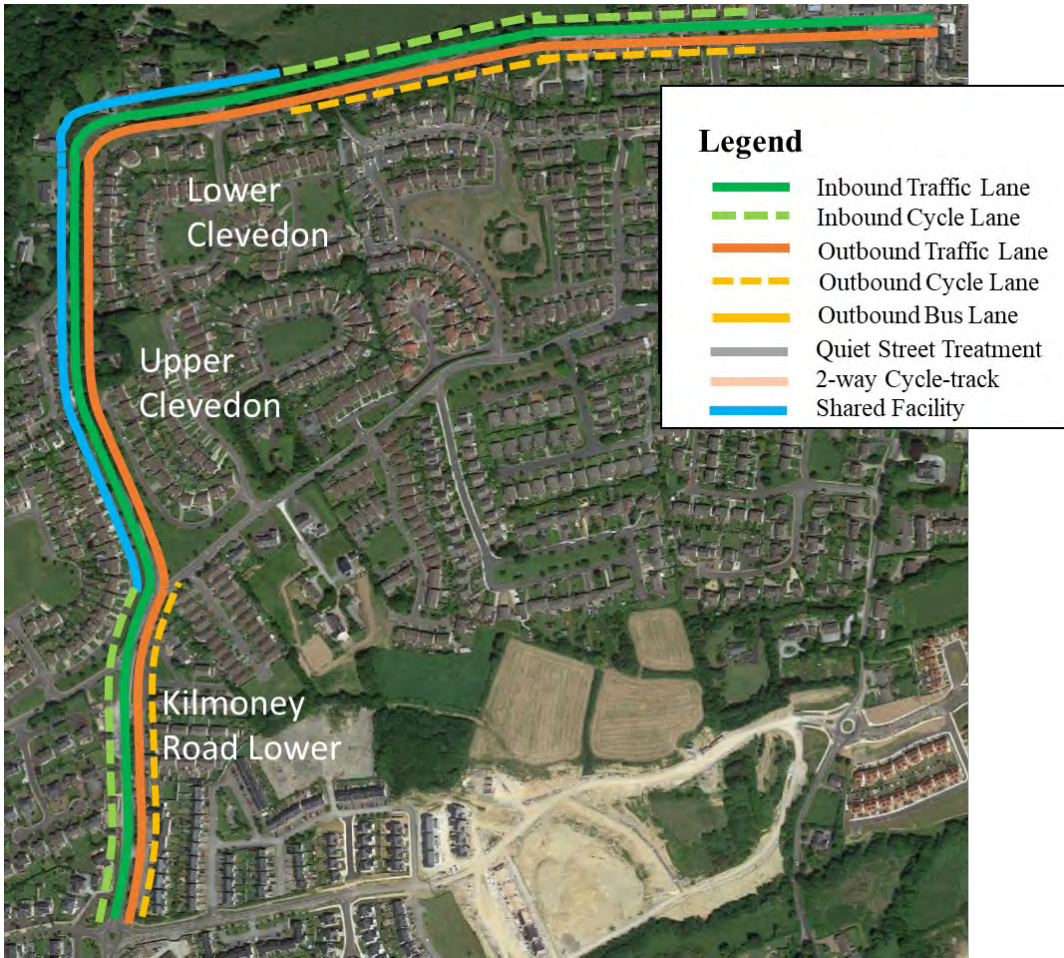 Lower
Clevedon
Upper
Clevedon
Kilmoney
Road Lower
Legend
Inbound Traffic Lane
Inbound Cycle Lane
Outbound Traffic Lane
Outbound Cycle Lane
Outbound Bus Lane
Quiet Street Treatment
2-way Cycle-track
Shared Facility